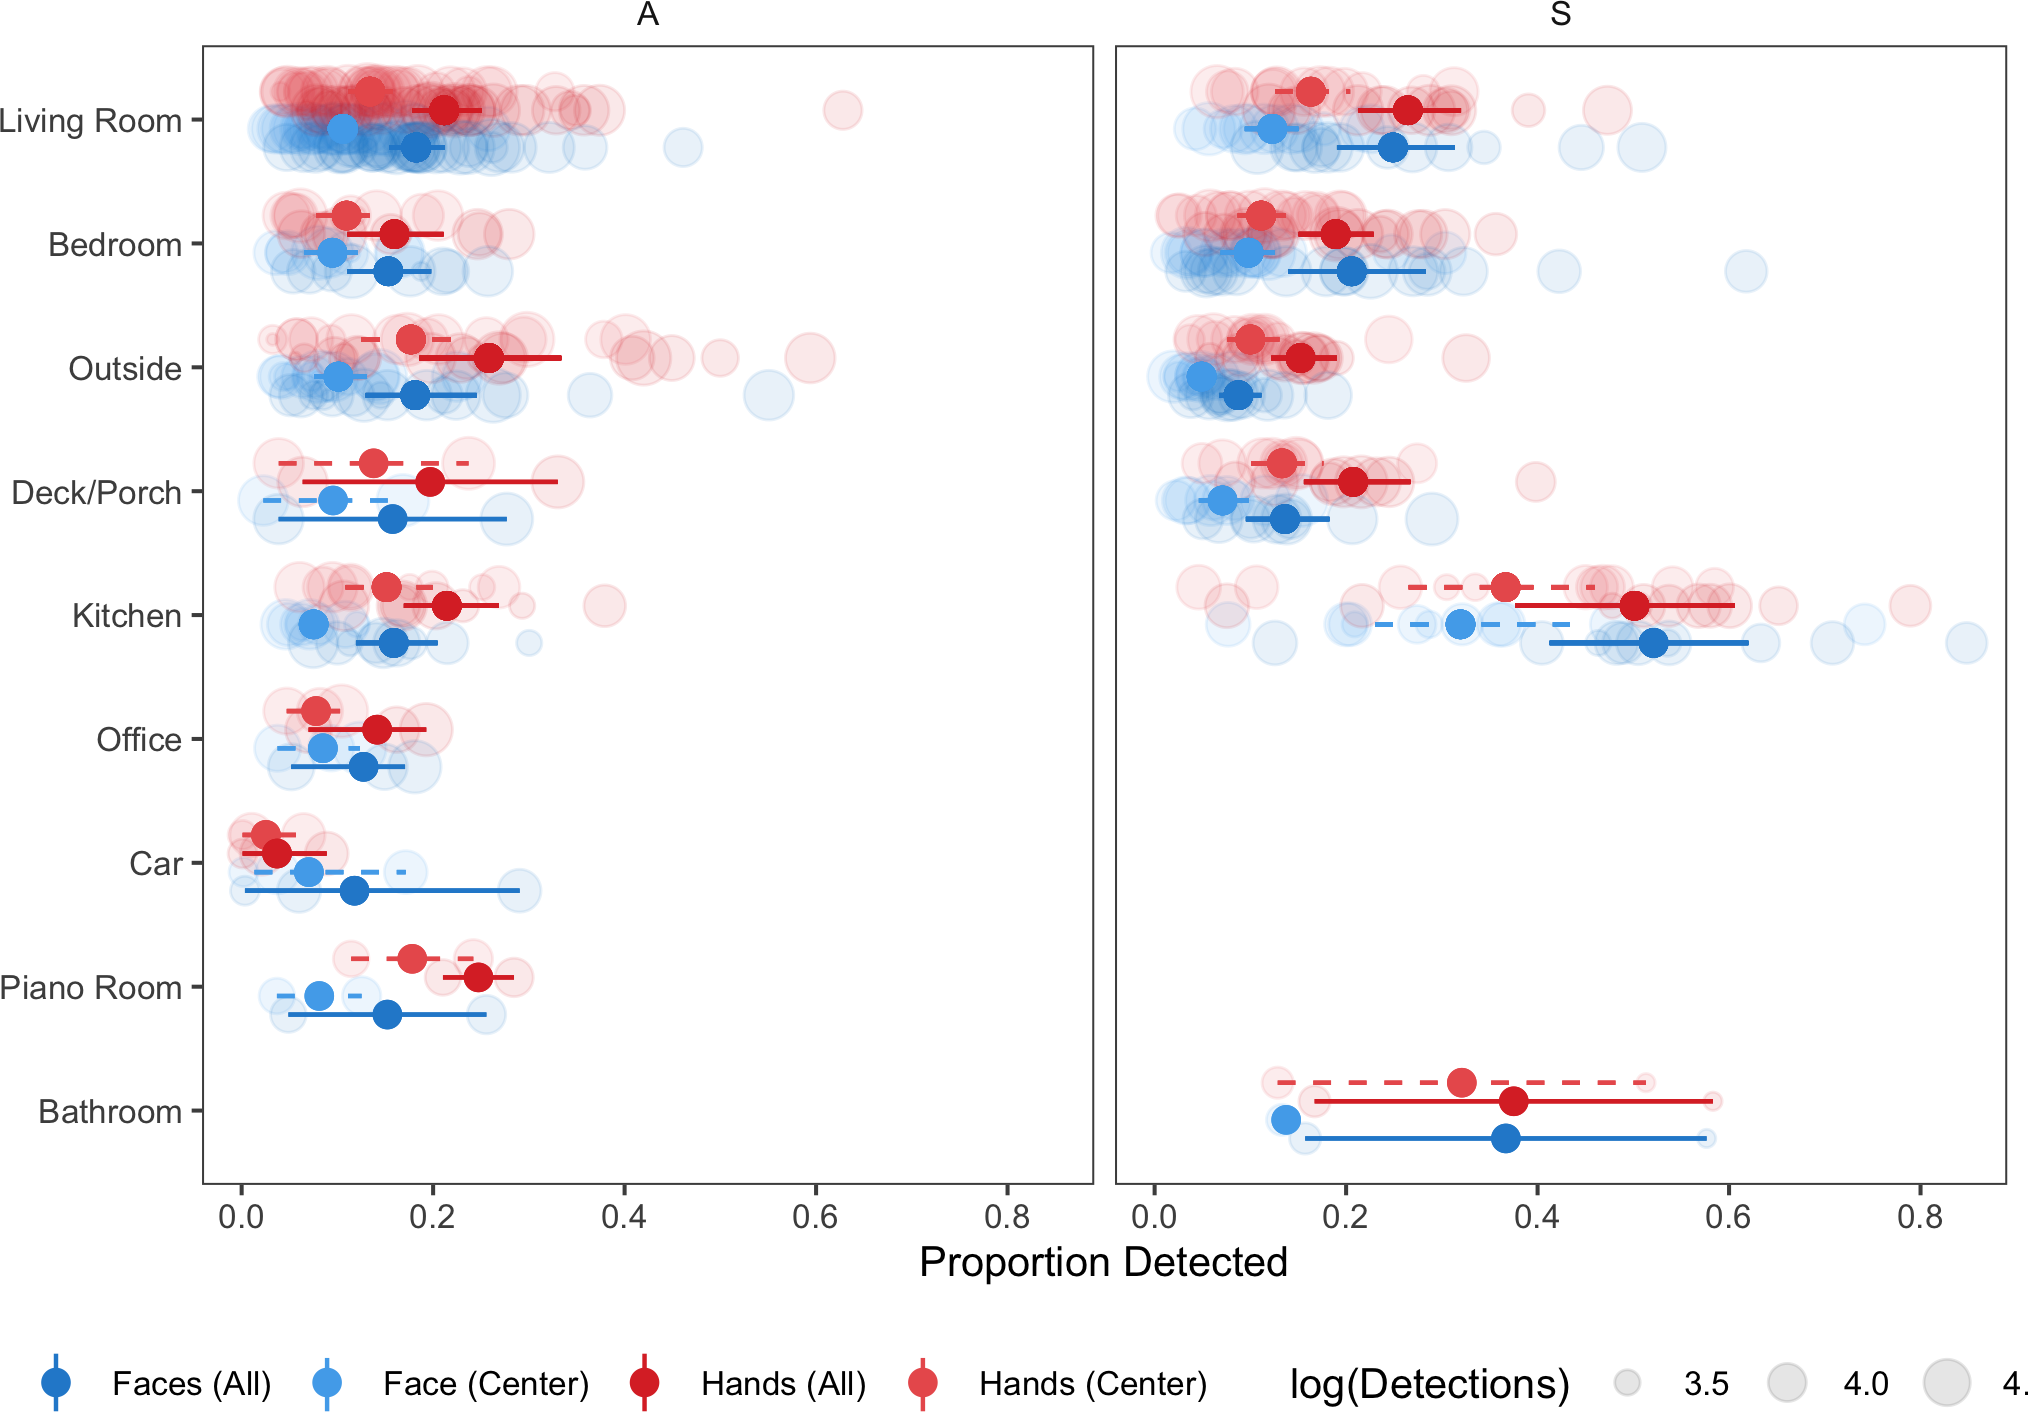 A S
Living Room
Bedroom
Outside
Deck/Porch
Kitchen
Office
Car
Piano Room
Bathroom
0.0 0.2 0.4 0.6 0.8 0.0 0.2 0.4 0.6 0.8
Proportion Detected
Faces (All) Face (Center) Hands (All) Hands (Center) log(Detections) 3.5 4.0 4.